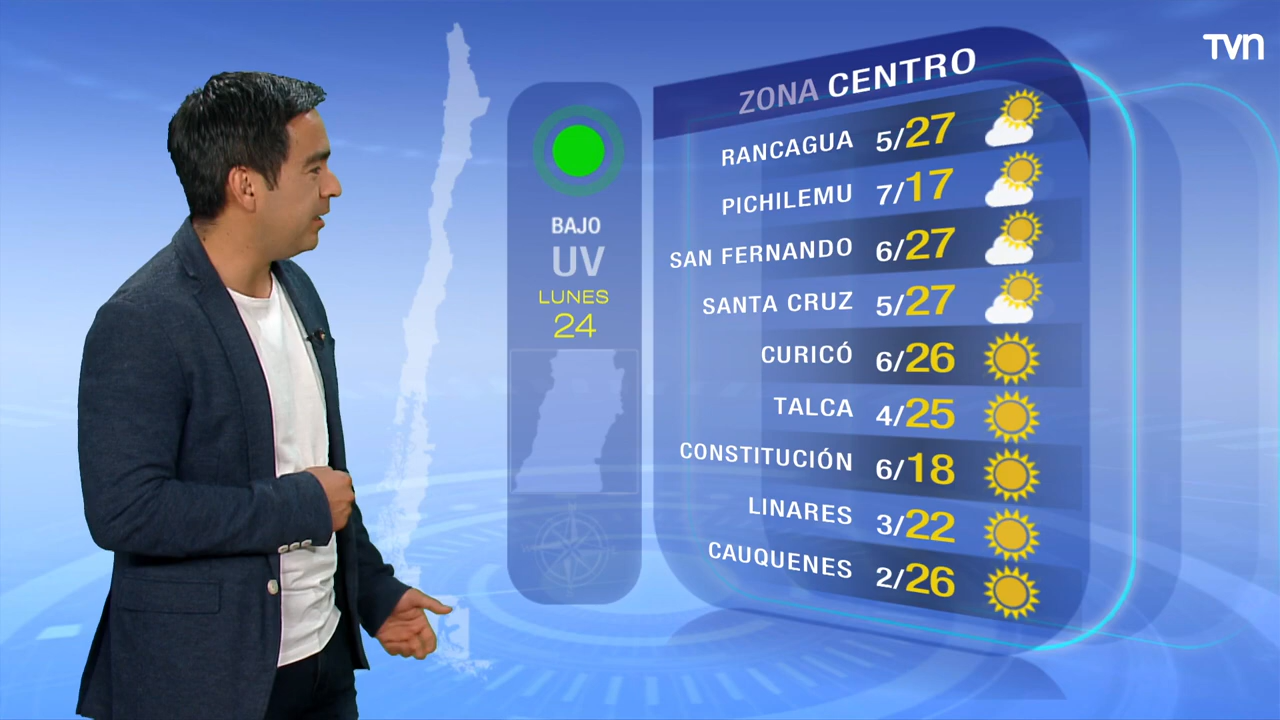 TVN
ZONA CENTRO
BAJO
UV
LUNES
24
RANCAGUA 5/27
PICHILEMU 7/17
SAN FERNANDO 6/27
SANTA CRUZ 5/27
CURICÓ 6/26
TALCA 4/25
CONSTITUCIÓN 6/18
LINARES 3/22
CAUQUENES 2/26